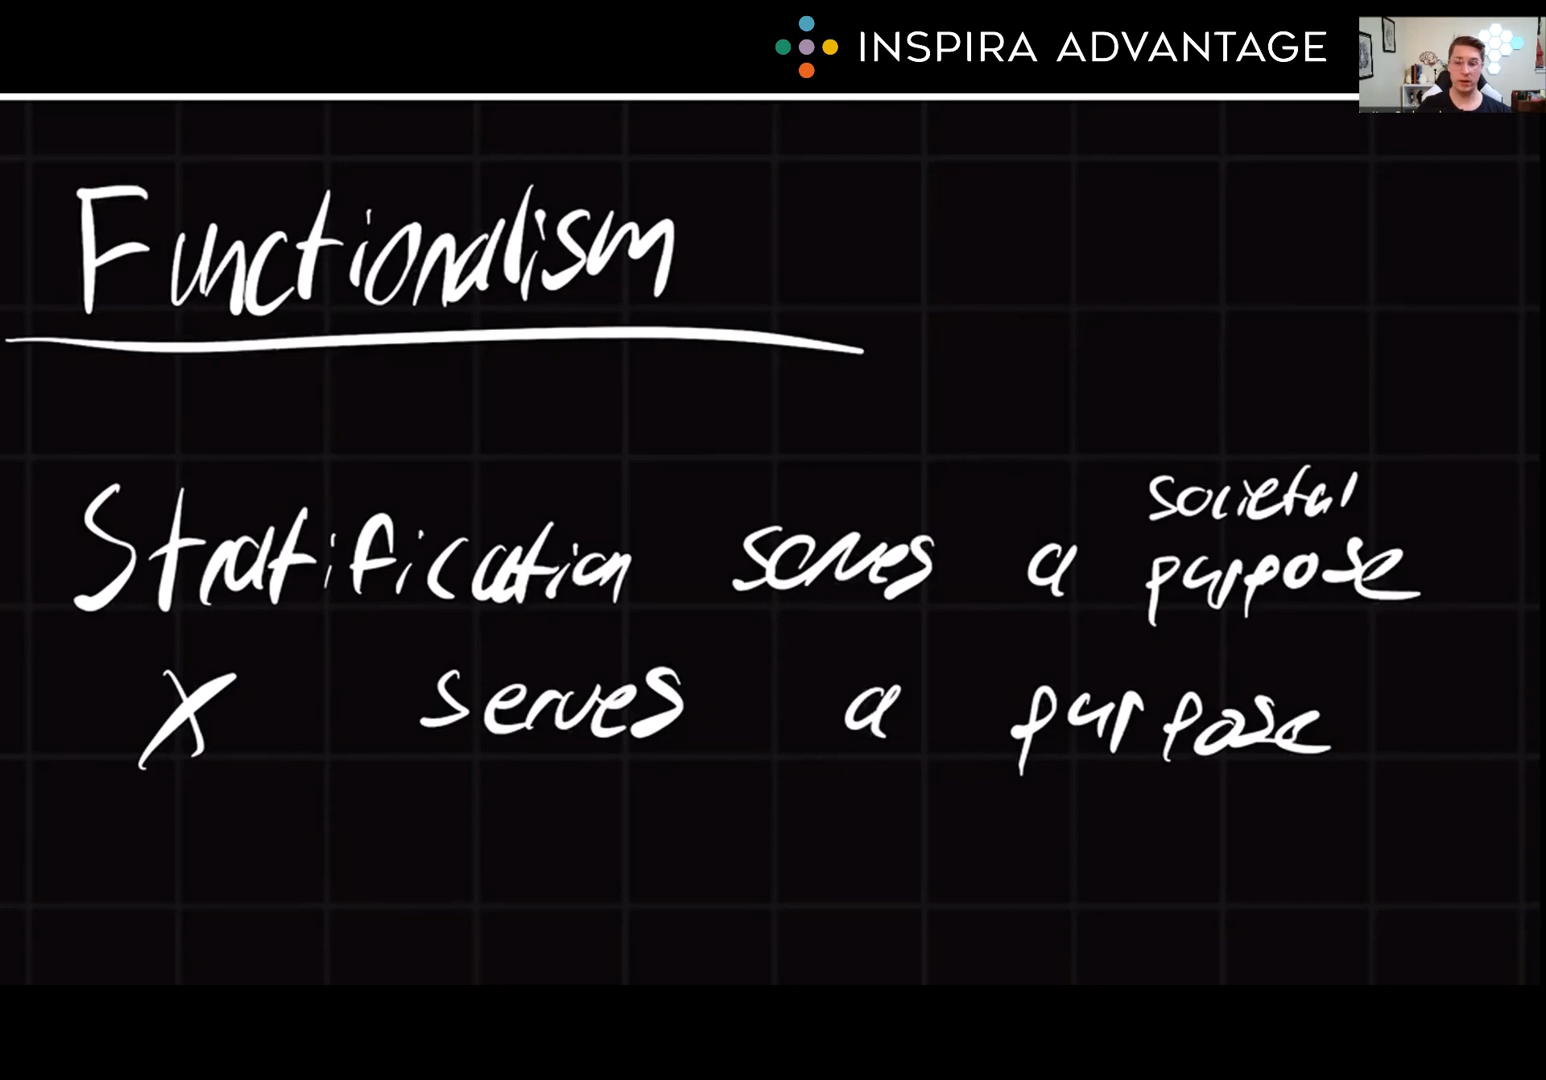 INSPIRA ADVANTAGE
Functionalism
Stratification serves a societal purpose
X serves a purpose